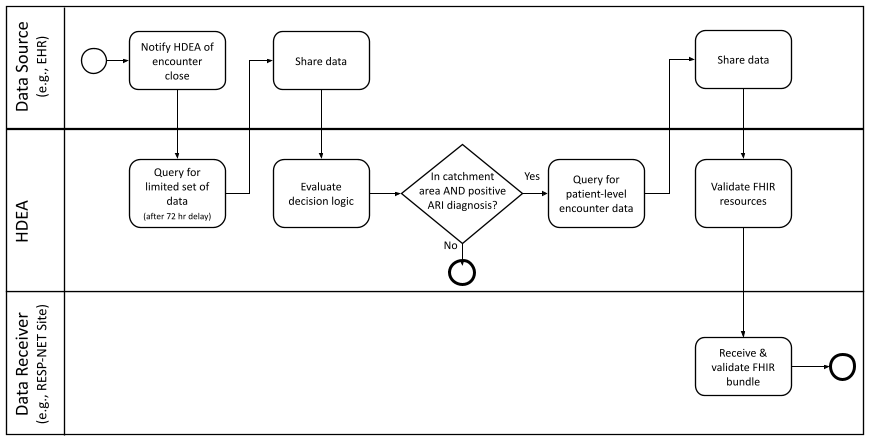 Data Source
(e.g., EHR)
Notify HDEA of
encounter
close
Share data
Share data
HDEA
Query for
limited set of
data
(after 72 hr delay)
Evaluate
decision logic
In catchment
area AND positive
ARI diagnosis?
Yes
No
Query for
patient-level
encounter data
Validate FHIR
resources
Data Receiver
(e.g., RESP-NET Site)
Receive &
validate FHIR
bundle